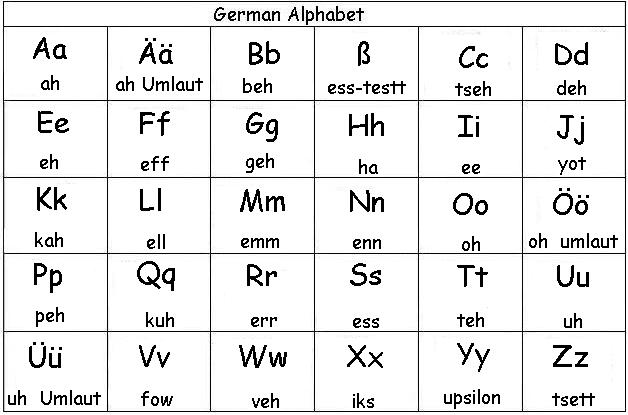 German Alphabet
Aa Ää Bb ß Cc Dd
ah ah Umlaut beh ess-testt tseh deh
Ee Ff Gg Hh Ii Jj
eh eff geh ha ee yot
Kk Ll Mm Nn Oo Öö
kah ell emm enn oh oh umlaut
Pp Qq Rr Ss Tt Uu
peh kuh err ess teh uh
Üü Vv Ww Xx Yy Zz
uh Umlaut fow veh iks upsilon tsett